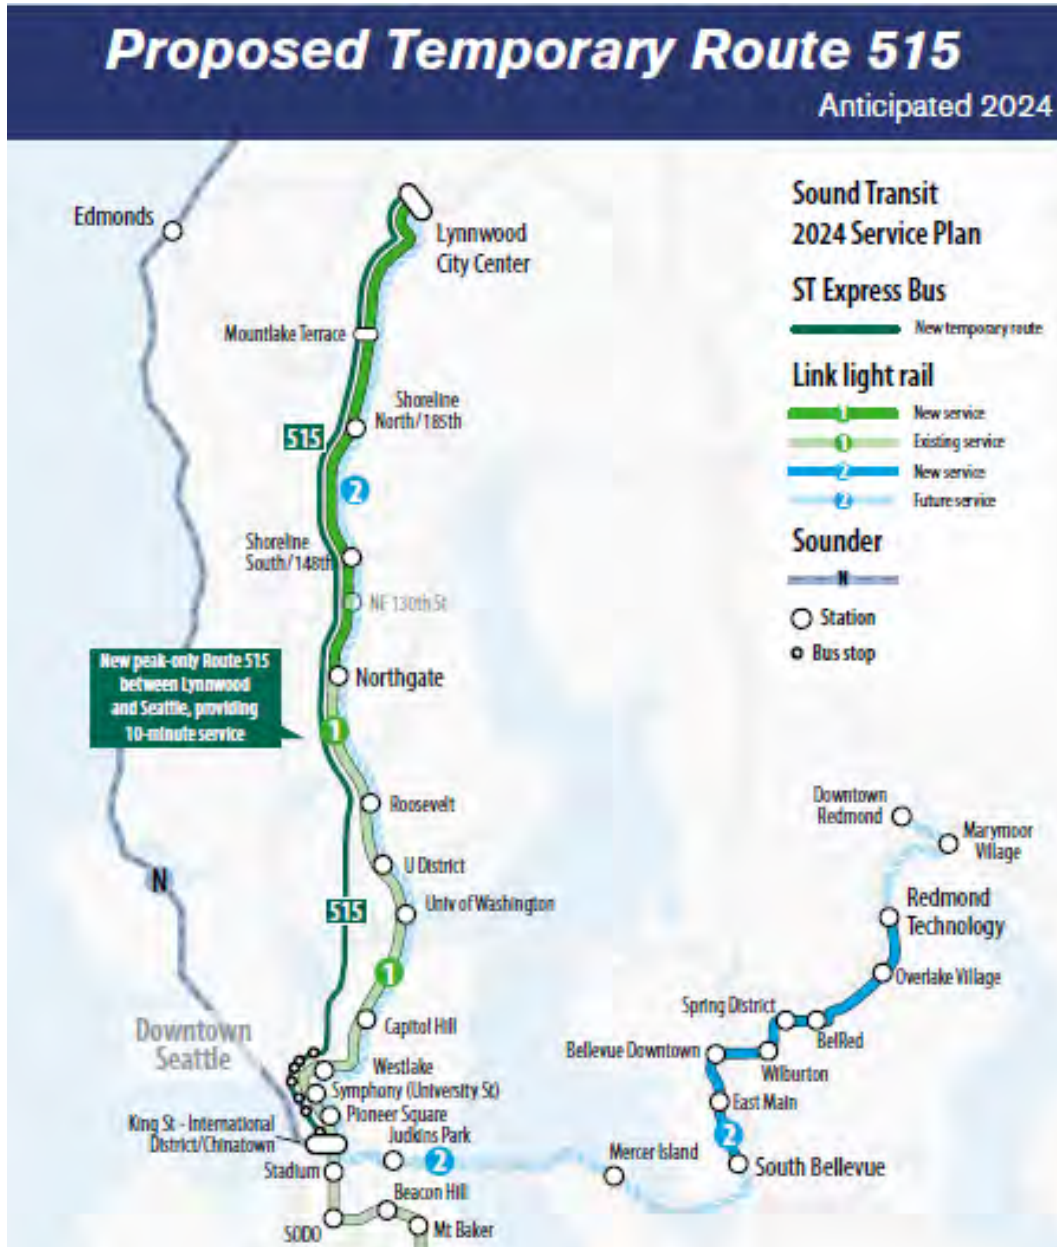 Proposed Temporary Route 515
Anticipated 2024
Sound Transit
2024 Service Plan
ST Express Bus
New temporary route
Link light rail
1
New service
1
Existing service
2
New service
2
Future service
Sounder
N
Station
Bus stop
Edmonds
Lynnwood
City Center
Mountlake Terrace
Shoreline
North/185th
515
2
Shoreline
South/148th
NE 130th St
Northgate
New peak-only Route 515
between Lynnwood
and Seattle, providing
10-minute service
1
Roosevelt
U District
N
515
Univ of Washington
1
Capitol Hill
Downtown
Seattle
Westlake
Symphony (University St)
Pioneer Square
King St - International
District/Chinatown
Judkins Park
2
Stadium
Beacon Hill
SODO
Mt Baker
Mercer Island
Downtown
Redmond
Marymoor
Village
Redmond
Technology
Overlake Village
Spring District
BelRed
Bellevue Downtown
Wilburton
East Main
2
South Bellevue